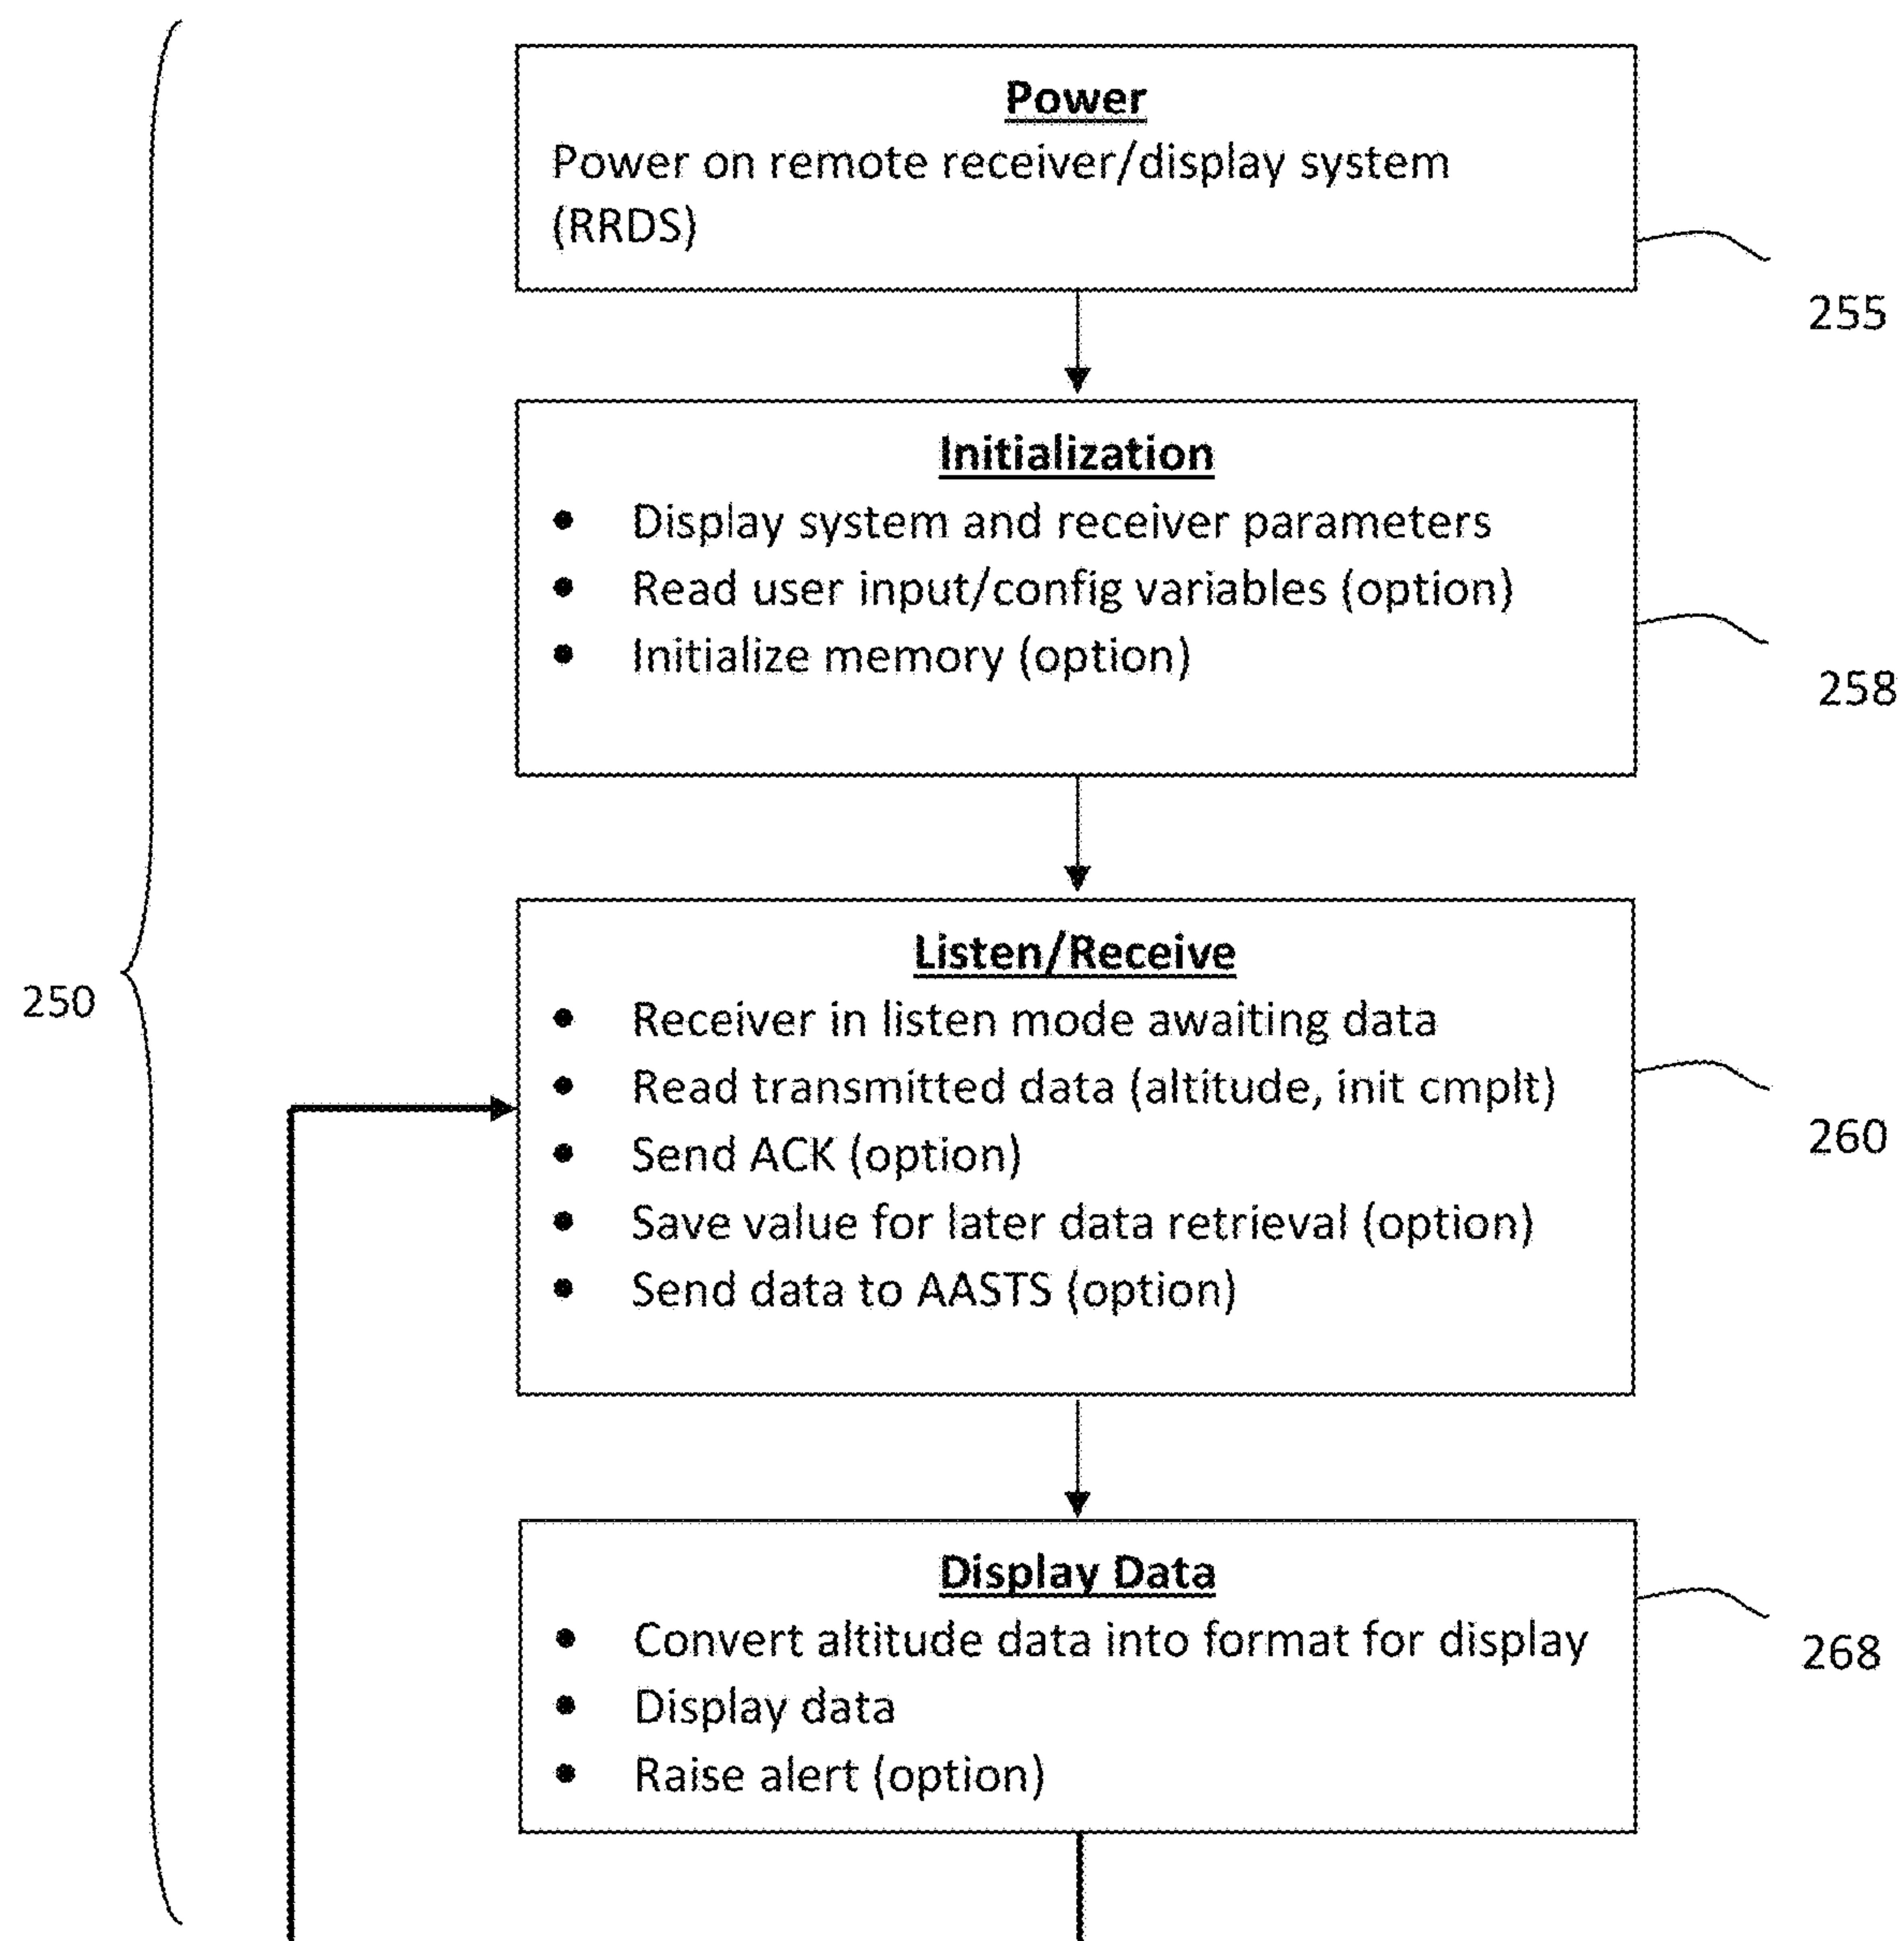 Power
Power on remote receiver/display system
(RRDS)
255
Initialization
• Display system and receiver parameters
• Read user input/config variables (option)
• Initialize memory (option)
258
Listen/Receive
• Receiver in listen mode awaiting data
• Read transmitted data (altitude, init cmplt)
• Send ACK (option)
• Save value for later data retrieval (option)
• Send data to AASTS (option)
250
260
Display Data
• Convert altitude data into format for display
• Display data
• Raise alert (option)
268